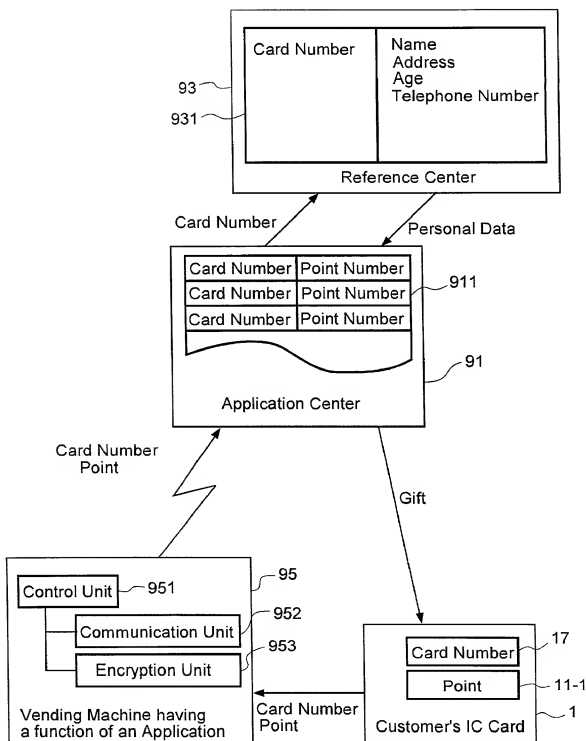 Card Number
Name
Address
Age
Telephone Number
93
931
Reference Center
Card Number
Personal Data
Card Number Point Number
Card Number Point Number
Card Number Point Number
911
91
Application Center
Card Number
Point
Gift
95
Control Unit
951
952
Communication Unit
953
Encryption Unit
Vending Machine having
a function of an Application
Card Number
Point
17
Card Number
Point
11-1
1
Customer's IC Card